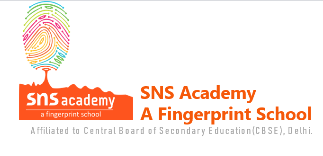 sns academy
a fingerprint school
SNS Academy
A Fingerprint School
Affiliated to Central Board of Secondary Education(CBSE), Delhi.